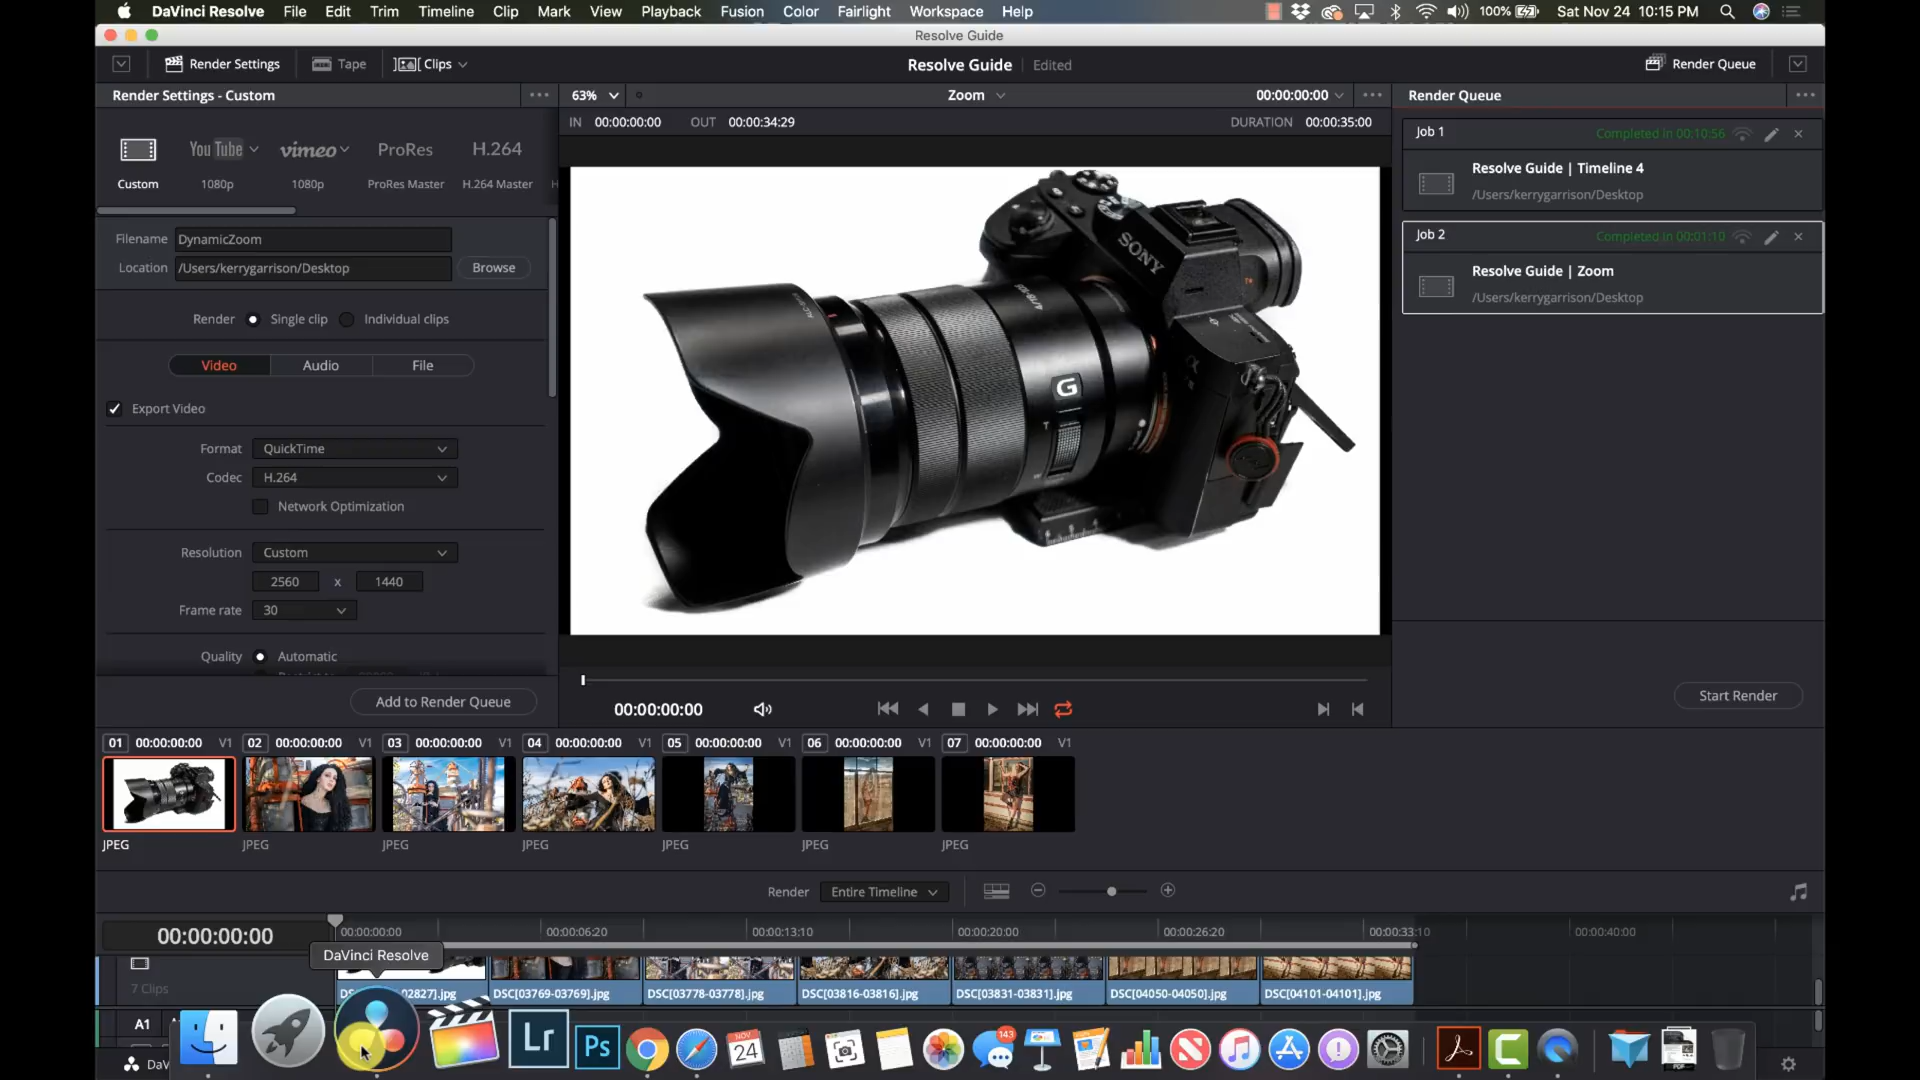 DaVinci Resolve File Edit Trim Timeline Clip Mark View Playback Fusion Color Fairlight Workspace Help 100% Sat Nov 24 10:15 PM
Resolve Guide
Render Settings Tape Clips Resolve Guide Edited Render Queue
Render Settings - Custom 63% Zoom 00:00:00:00 Render Queue
IN 00:00:00:00 OUT 00:00:34:29 DURATION 00:00:35:00
Custom
YouTube 1080p
vimeo 1080p
ProRes ProRes Master
H.264 H.264 Master
Filename DynamicZoom
Location /Users/kerrygarrison/Desktop Browse
Render Single clip Individual clips
Video Audio File
Export Video
Format QuickTime
Codec H.264
Network Optimization
Resolution Custom
2560 x 1440
Frame rate 30
Quality Automatic
Add to Render Queue
SONY
G
T
00:00:00:00
Job 1 Completed in 00:10:56
Resolve Guide | Timeline 4
/Users/kerrygarrison/Desktop
Job 2 Completed in 00:01:10
Resolve Guide | Zoom
/Users/kerrygarrison/Desktop
Start Render
01 00:00:00:00 V1 02 00:00:00:00 V1 03 00:00:00:00 V1 04 00:00:00:00 V1 05 00:00:00:00 V1 06 00:00:00:00 V1 07 00:00:00:00 V1
JPEG JPEG JPEG JPEG JPEG JPEG JPEG
Render Entire Timeline
00:00:00:00 00:00:00:00 00:00:06:20 00:00:13:10 00:00:20:00 00:00:26:20 00:00:33:10 00:00:40:00
DaVinci Resolve
7 Clips
02827].jpg DSC[03769-03769].jpg DSC[03778-03778].jpg DSC[03816-03816].jpg DSC[03831-03831].jpg DSC[04050-04050].jpg DSC[04101-04101].jpg
A1
Lr Ps NOV 24 143